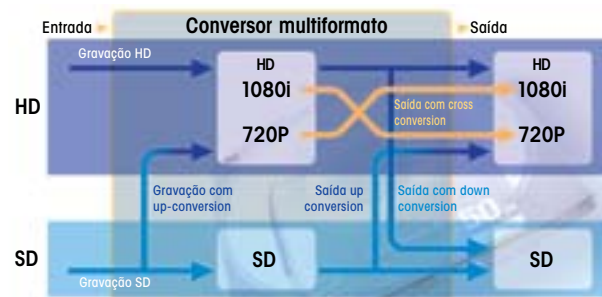 Entrada
Conversor multiformato
Saída
Gravação HD
HD
1080i
720P
HD
1080i
720P
HD
Saída com cross
conversion
Gravação com
up-conversion
Saída up
conversion
Saída com down
conversion
SD
SD
SD
Gravação SD